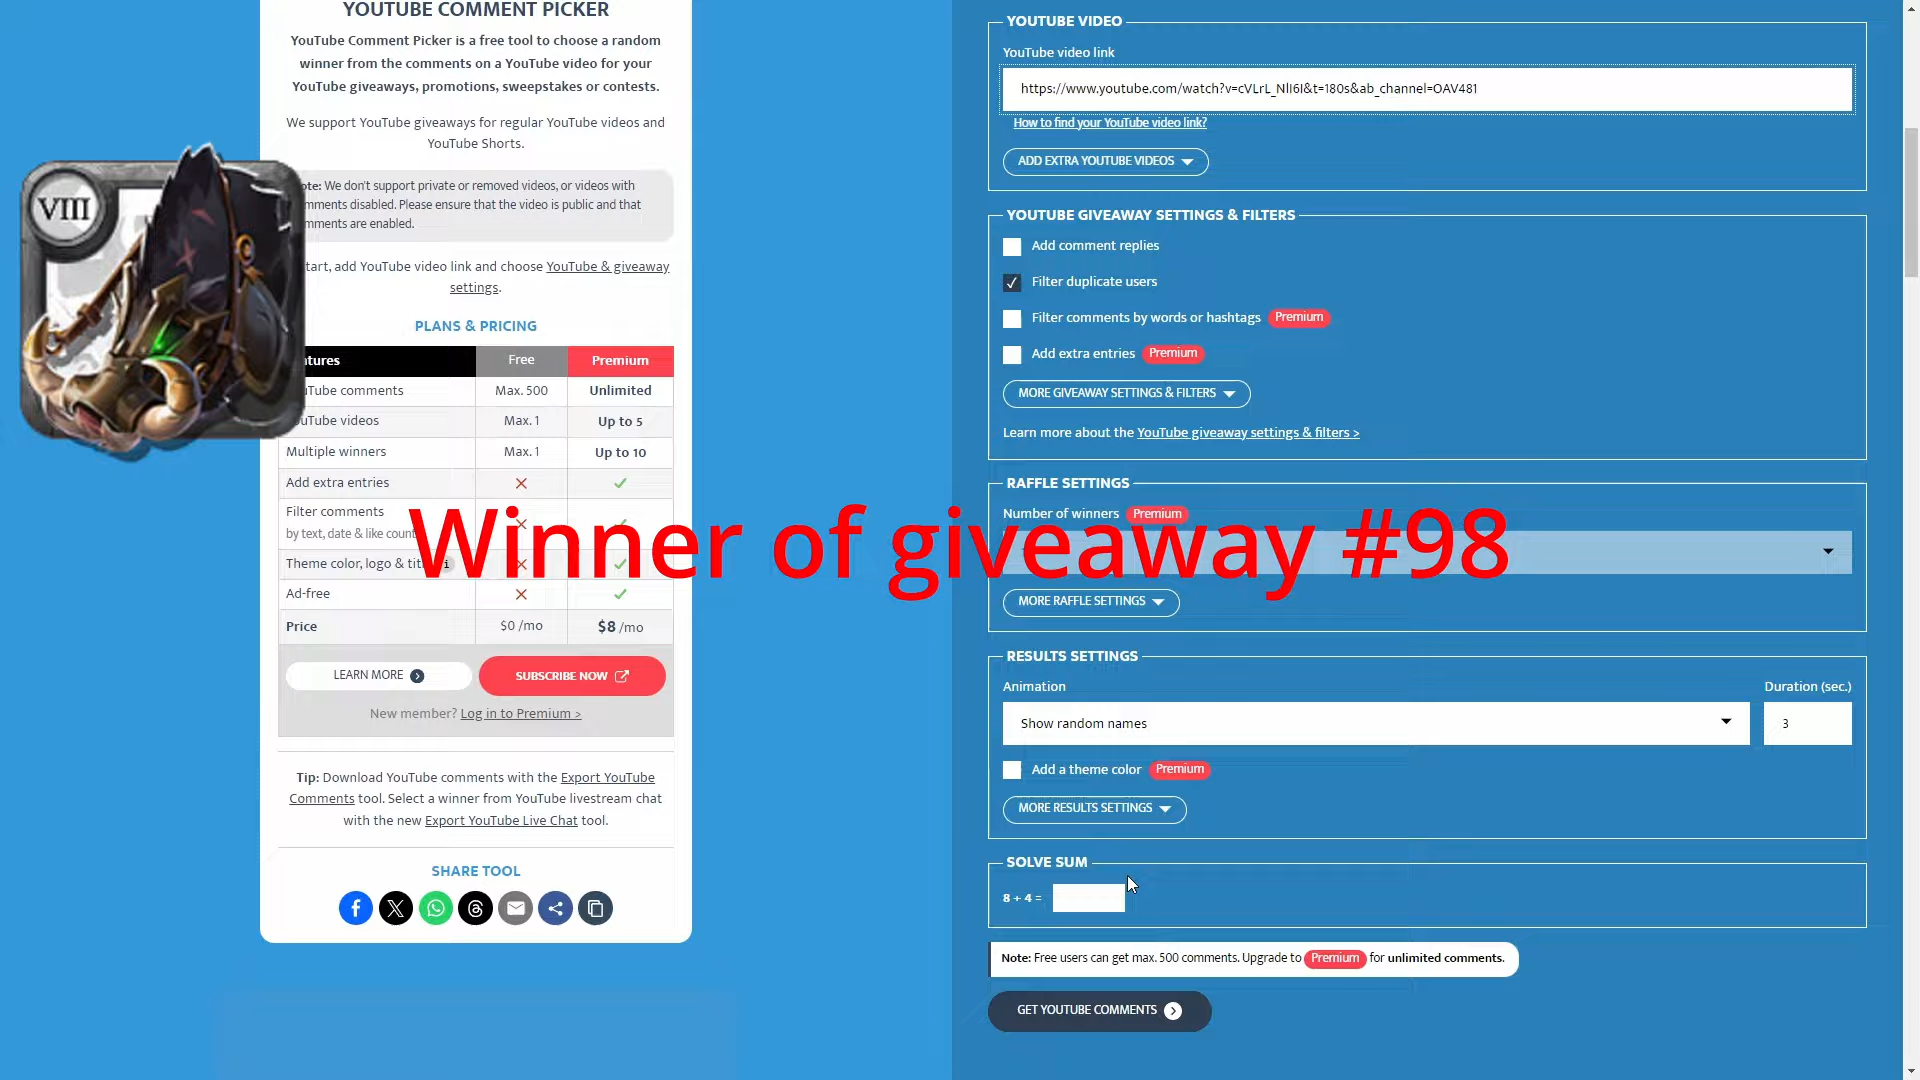 YOUTUBE COMMENT PICKER
YouTube Comment Picker is a free tool to choose a random
winner from the comments on a YouTube video for your
YouTube giveaways, promotions, sweepstakes or contests.
We support YouTube giveaways for regular YouTube videos and
YouTube Shorts.
ote: We don't support private or removed videos, or videos with
mments disabled. Please ensure that the video is public and that
mments are enabled.
tart, add YouTube video link and choose YouTube & giveaway
settings.
VIII
PLANS & PRICING
atures Free Premium
uTube comments Max. 500 Unlimited
ouTube videos Max. 1 Up to 5
Multiple winners Max. 1 Up to 10
Add extra entries
Filter comments
by text, date & like count
Theme color, logo & tit i
Ad-free
Price $0 /mo $8 /mo
LEARN MORE SUBSCRIBE NOW
New member? Log in to Premium >
Tip: Download YouTube comments with the Export YouTube
Comments tool. Select a winner from YouTube livestream chat
with the new Export YouTube Live Chat tool.
SHARE TOOL
Winner of giveaway #98
YOUTUBE VIDEO
YouTube video link
https://www.youtube.com/watch?v=cVLrL_NlI6I&t=180s&ab_channel=OAV481
How to find your YouTube video link?
ADD EXTRA YOUTUBE VIDEOS
YOUTUBE GIVEAWAY SETTINGS & FILTERS
Add comment replies
Filter duplicate users
Filter comments by words or hashtags Premium
Add extra entries Premium
MORE GIVEAWAY SETTINGS & FILTERS
Learn more about the YouTube giveaway settings & filters >
RAFFLE SETTINGS
Number of winners Premium
MORE RAFFLE SETTINGS
RESULTS SETTINGS
Animation Duration (sec.)
Show random names 3
Add a theme color Premium
MORE RESULTS SETTINGS
SOLVE SUM
8 + 4 =
Note: Free users can get max. 500 comments. Upgrade to Premium for unlimited comments.
GET YOUTUBE COMMENTS